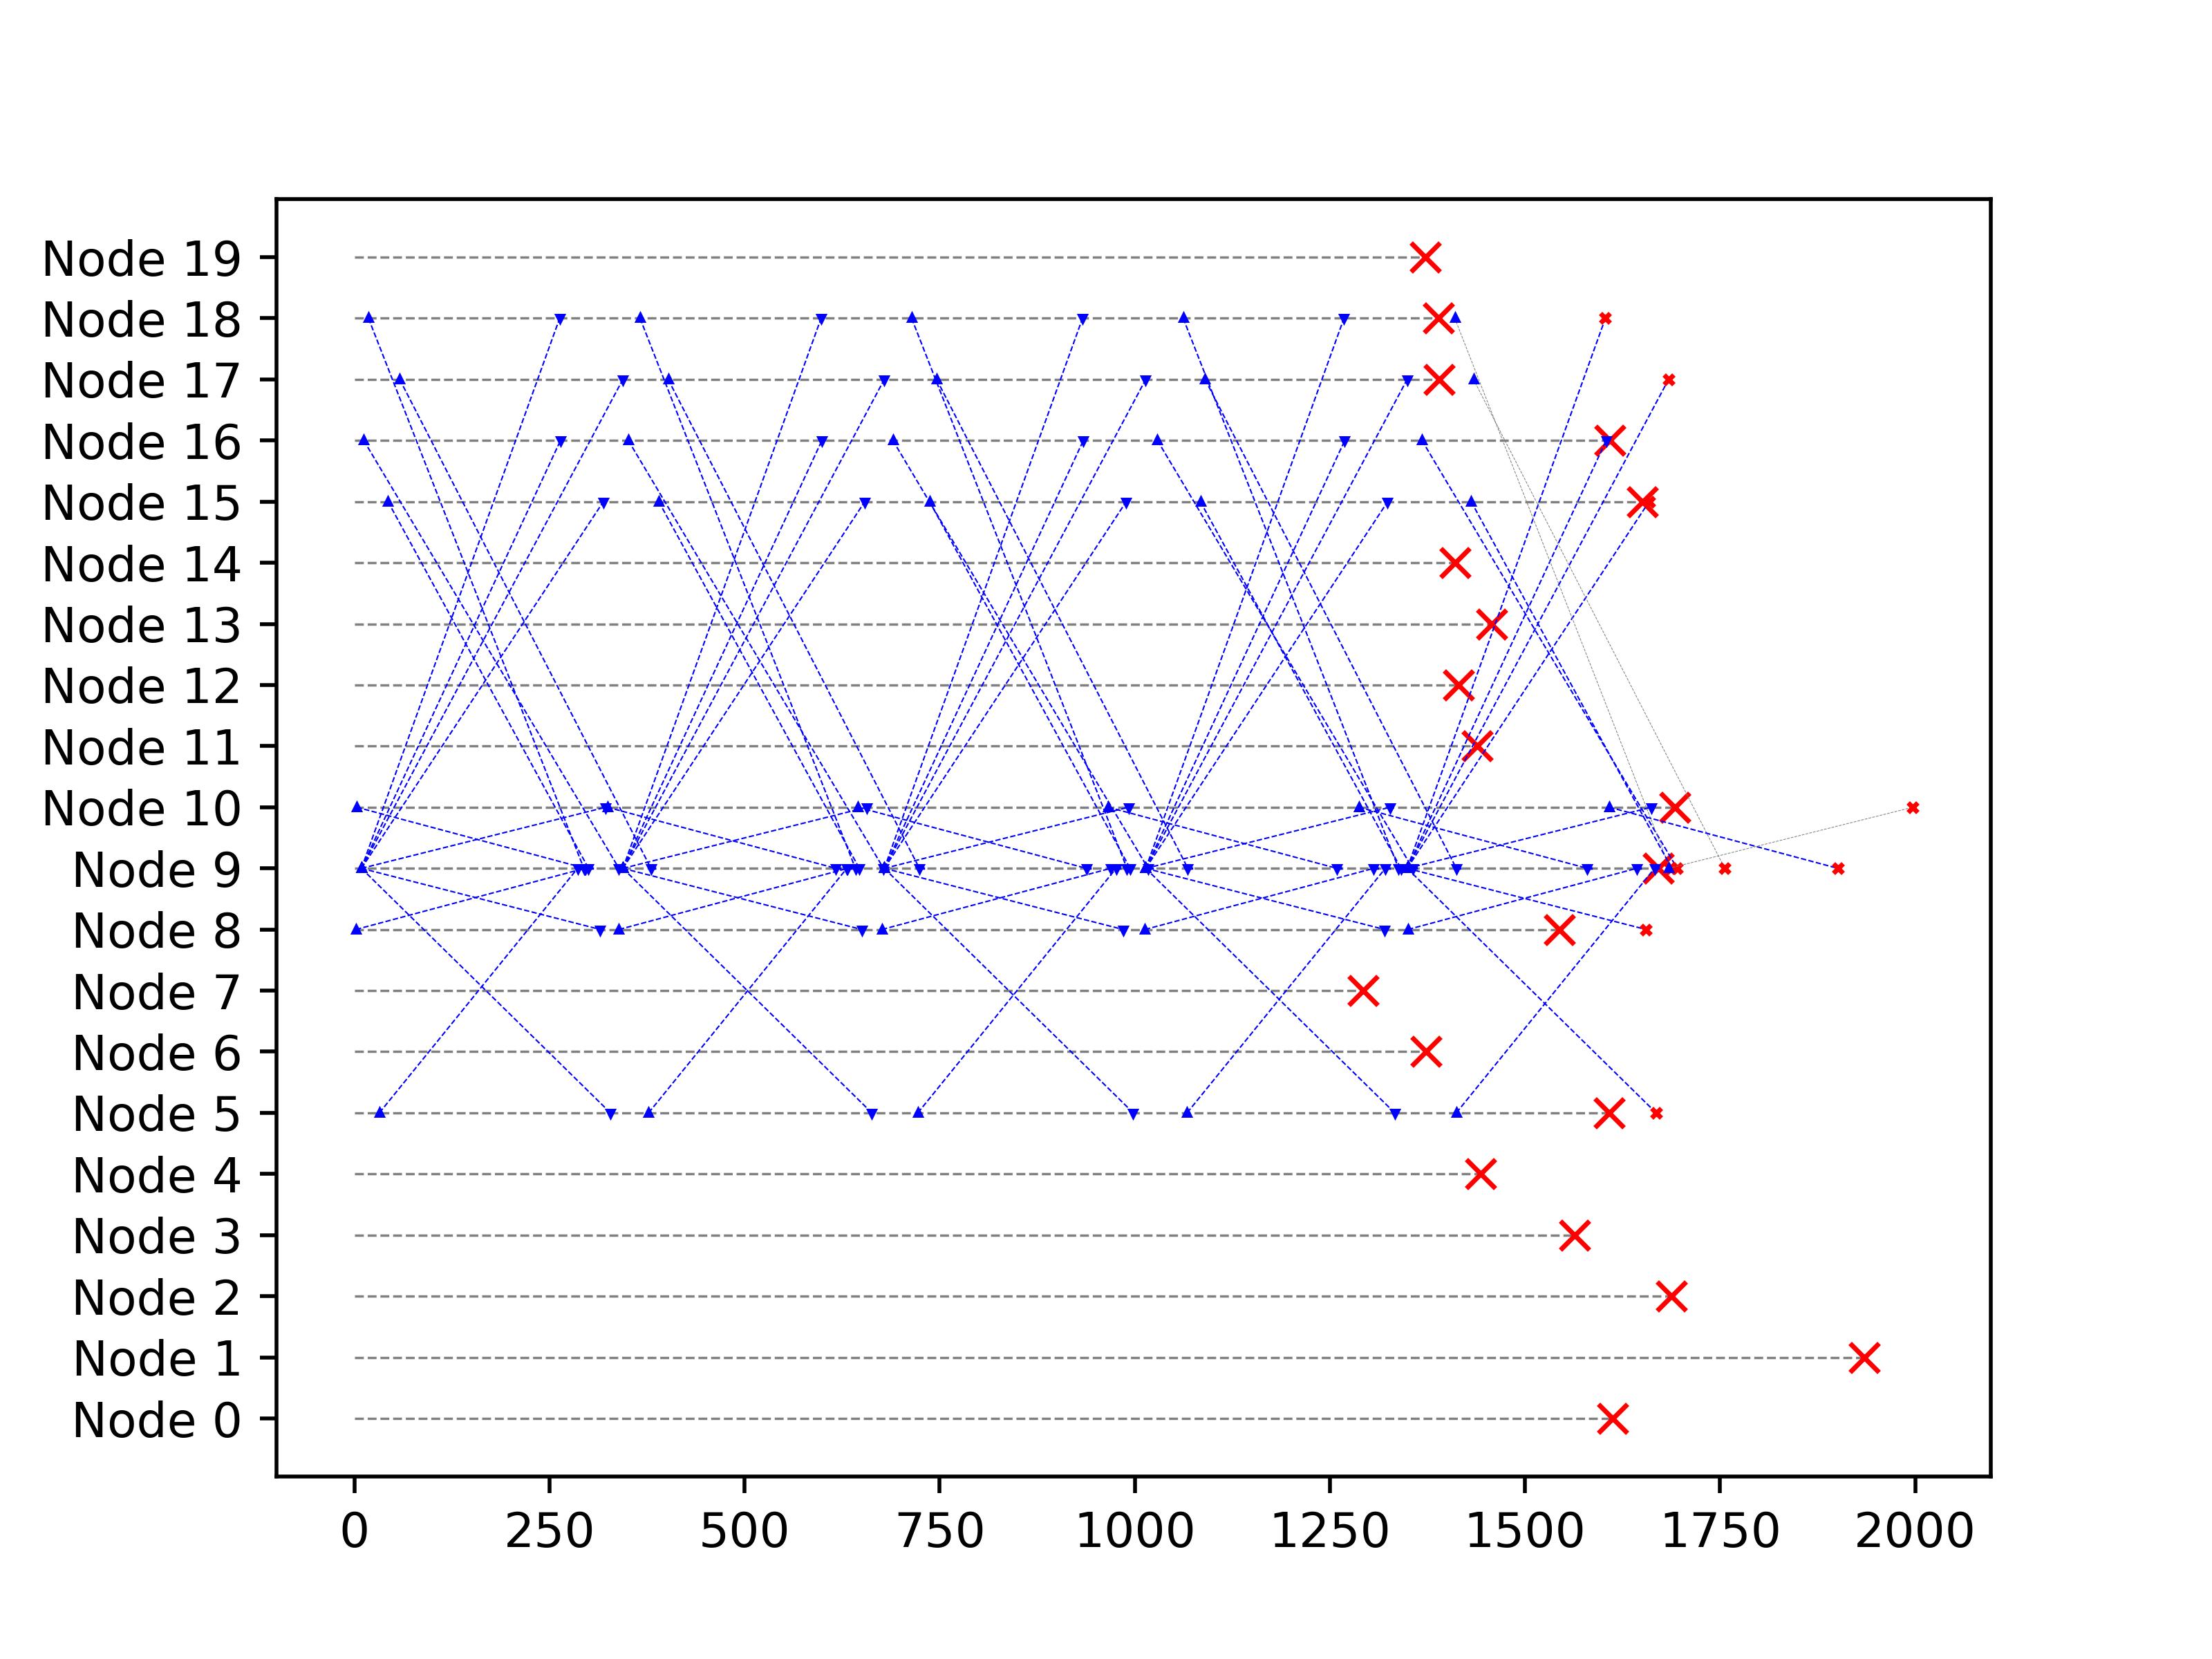 Node 19
Node 18
Node 17
Node 16
Node 15
Node 14
Node 13
Node 12
Node 11
Node 10
Node 9
Node 8
Node 7
Node 6
Node 5
Node 4
Node 3
Node 2
Node 1
Node 0
0 250 500 750 1000 1250 1500 1750 2000